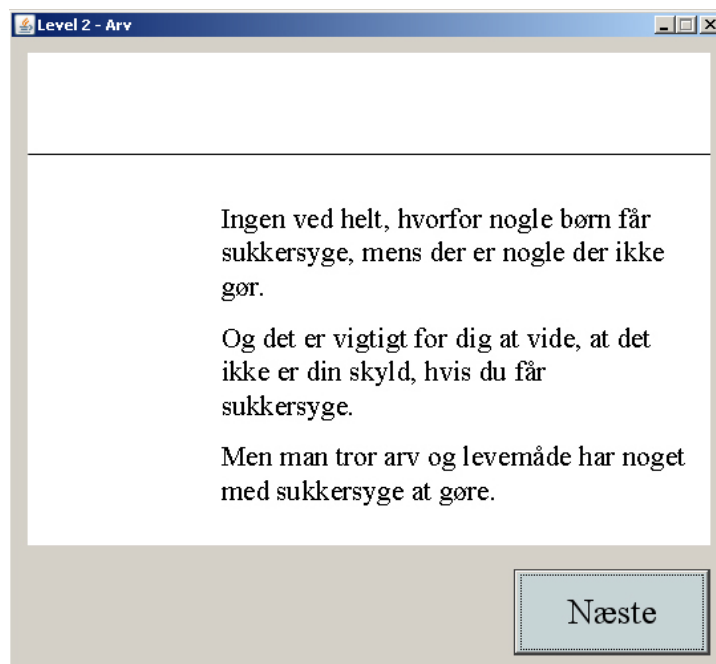 Level 2 - Arv
Ingen ved helt, hvorfor nogle børn får
sukkersyge, mens der er nogle der ikke
gør.
Og det er vigtigt for dig at vide, at det
ikke er din skyld, hvis du får
sukkersyge.
Men man tror arv og levemåde har noget
med sukkersyge at gøre.
Næste